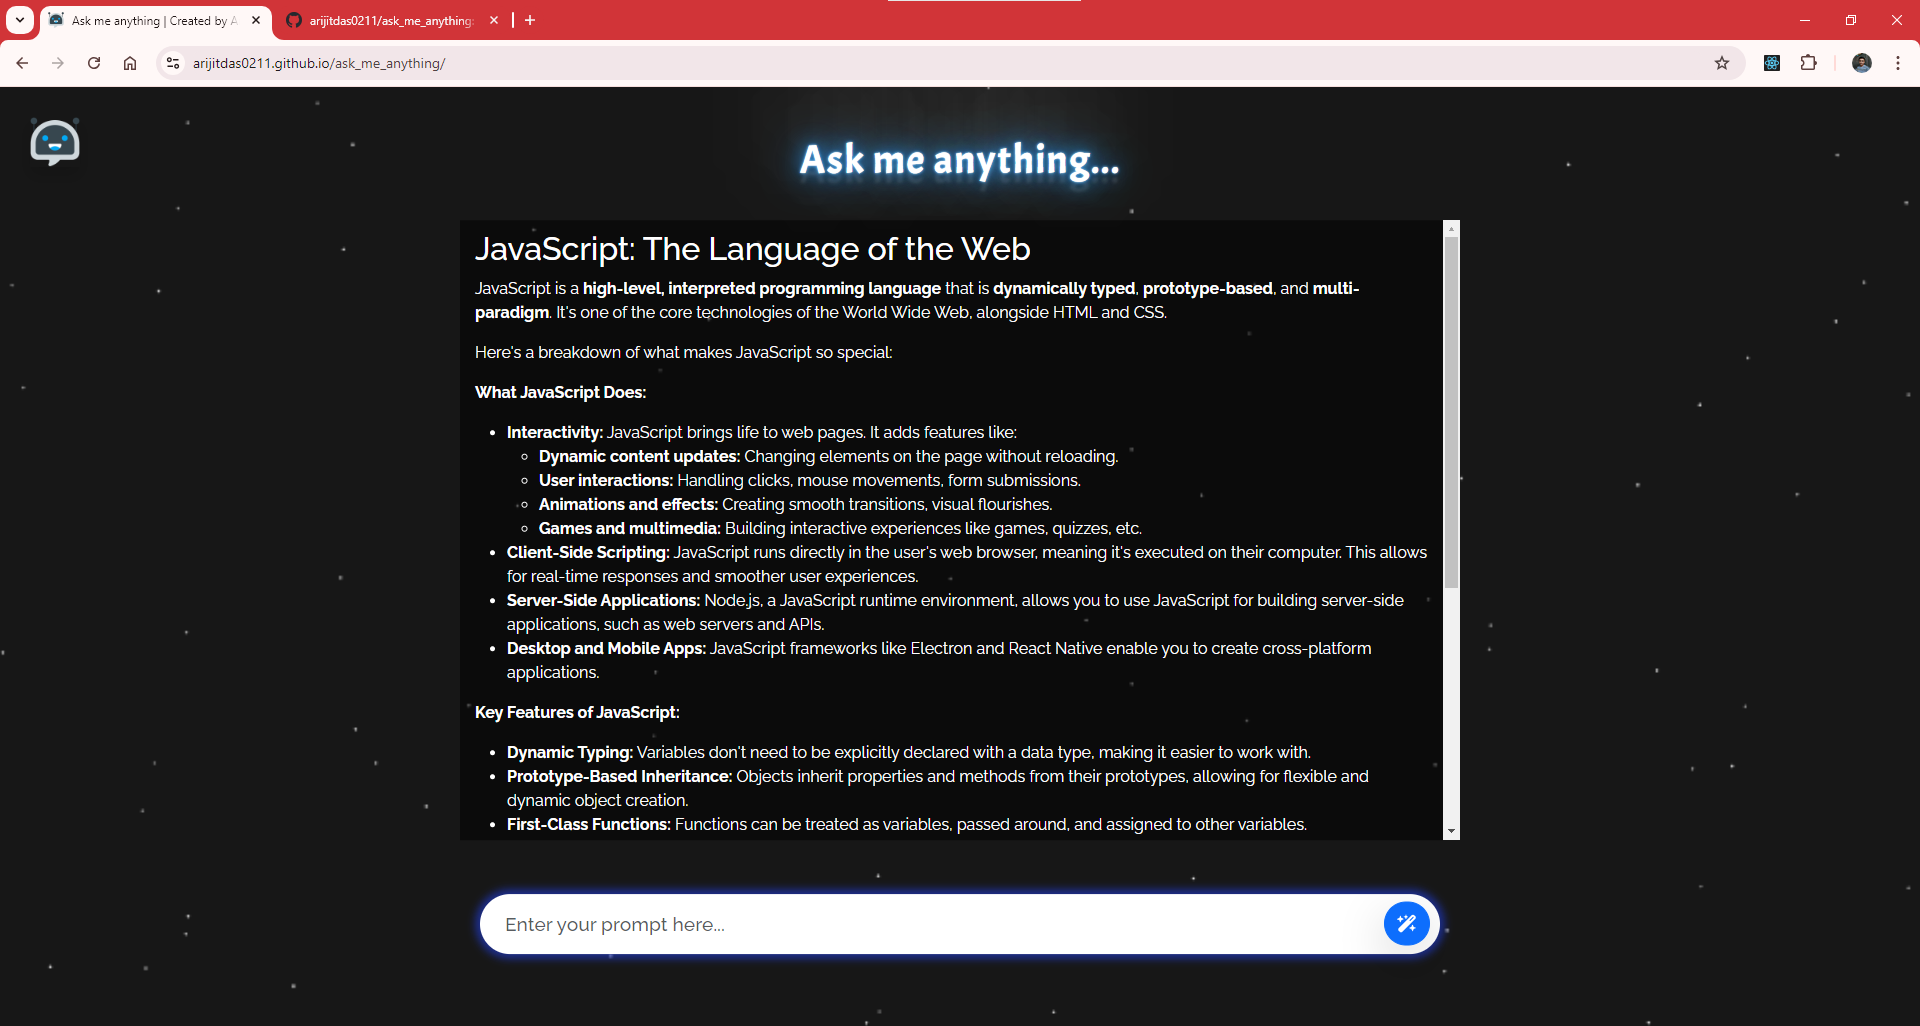 Ask me anything | Created by A
arijitdas0211/ask_me_anything:
arijitdas0211.github.io/ask_me_anything/
Ask me anything...
JavaScript: The Language of the Web
JavaScript is a high-level, interpreted programming language that is dynamically typed, prototype-based, and multi-
paradigm. It's one of the core technologies of the World Wide Web, alongside HTML and CSS.
Here's a breakdown of what makes JavaScript so special:
What JavaScript Does:
• Interactivity: JavaScript brings life to web pages. It adds features like:
◦ Dynamic content updates: Changing elements on the page without reloading.
◦ User interactions: Handling clicks, mouse movements, form submissions.
◦ Animations and effects: Creating smooth transitions, visual flourishes.
◦ Games and multimedia: Building interactive experiences like games, quizzes, etc.
• Client-Side Scripting: JavaScript runs directly in the user's web browser, meaning it's executed on their computer. This allows
for real-time responses and smoother user experiences.
• Server-Side Applications: Node.js, a JavaScript runtime environment, allows you to use JavaScript for building server-side
applications, such as web servers and APIs.
• Desktop and Mobile Apps: JavaScript frameworks like Electron and React Native enable you to create cross-platform
applications.
Key Features of JavaScript:
• Dynamic Typing: Variables don't need to be explicitly declared with a data type, making it easier to work with.
• Prototype-Based Inheritance: Objects inherit properties and methods from their prototypes, allowing for flexible and
dynamic object creation.
• First-Class Functions: Functions can be treated as variables, passed around, and assigned to other variables.
Enter your prompt here...